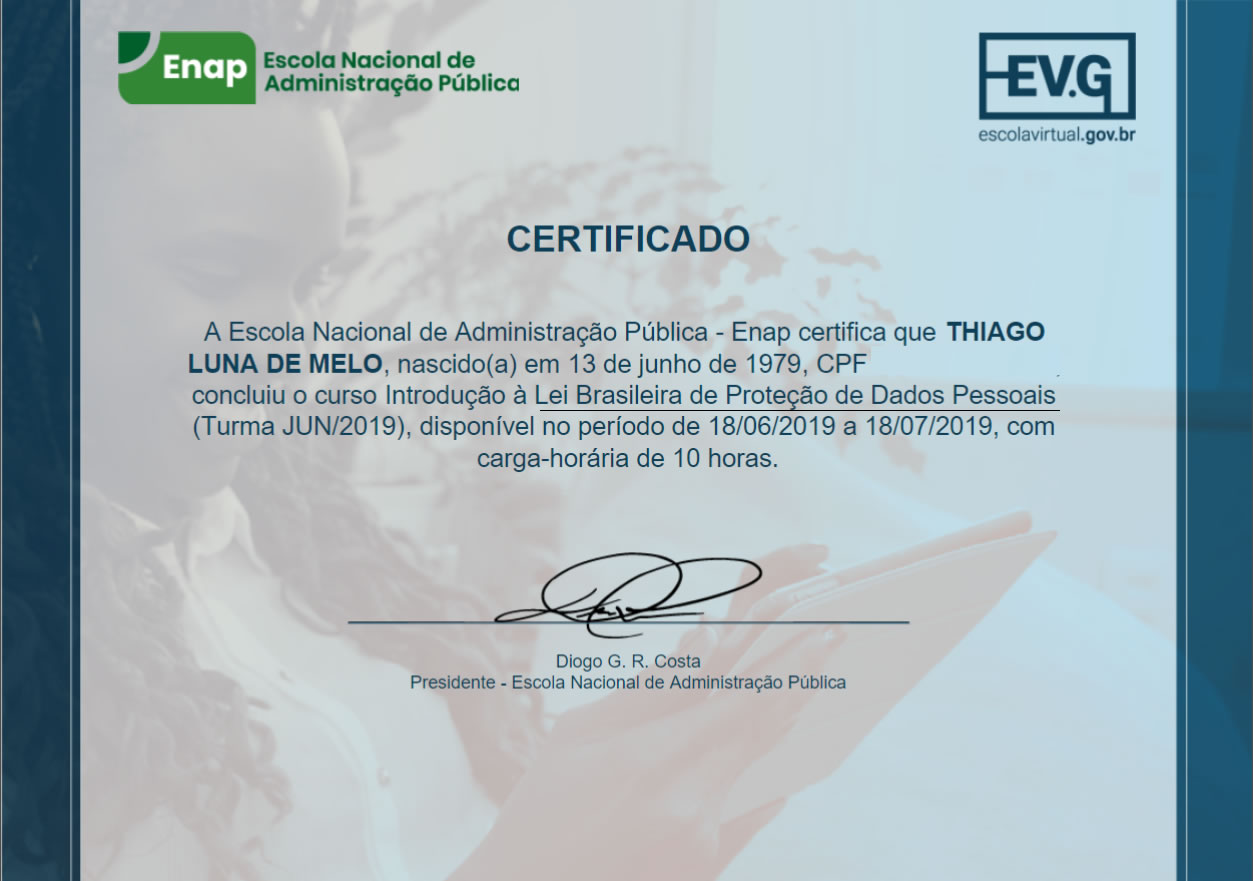 Enap
Escola Nacional de
Administração Pública
EV.G
escolavirtual.gov.br
CERTIFICADO
A Escola Nacional de Administração Pública - Enap certifica que THIAGO
LUNA DE MELO, nascido(a) em 13 de junho de 1979, CPF
concluiu o curso Introdução à Lei Brasileira de Proteção de Dados Pessoais
(Turma JUN/2019), disponível no período de 18/06/2019 a 18/07/2019, com
carga-horária de 10 horas.
Diogo G. R. Costa
Presidente - Escola Nacional de Administração Pública